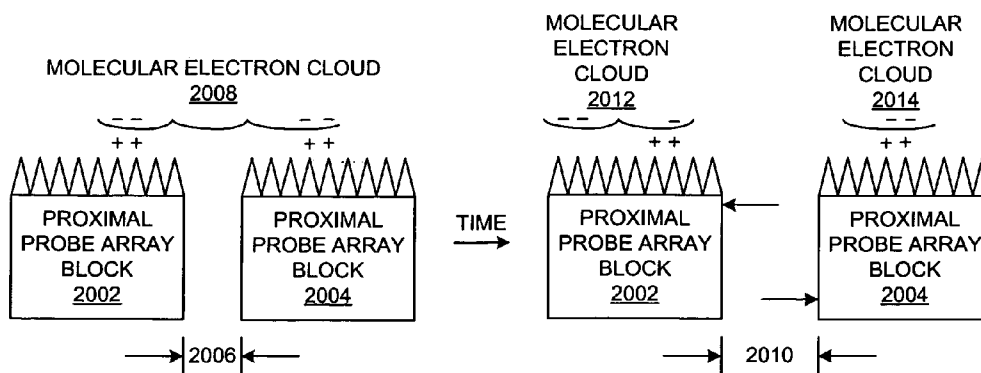 MOLECULAR ELECTRON CLOUD
2008
- - - -
+ + + +
PROXIMAL
PROBE ARRAY
BLOCK
2002
PROXIMAL
PROBE ARRAY
BLOCK
2004
2006
TIME
MOLECULAR
ELECTRON
CLOUD
2012
- - -
+ +
PROXIMAL
PROBE ARRAY
BLOCK
2002
MOLECULAR
ELECTRON
CLOUD
2014
- -
+ +
PROXIMAL
PROBE ARRAY
BLOCK
2004
2010